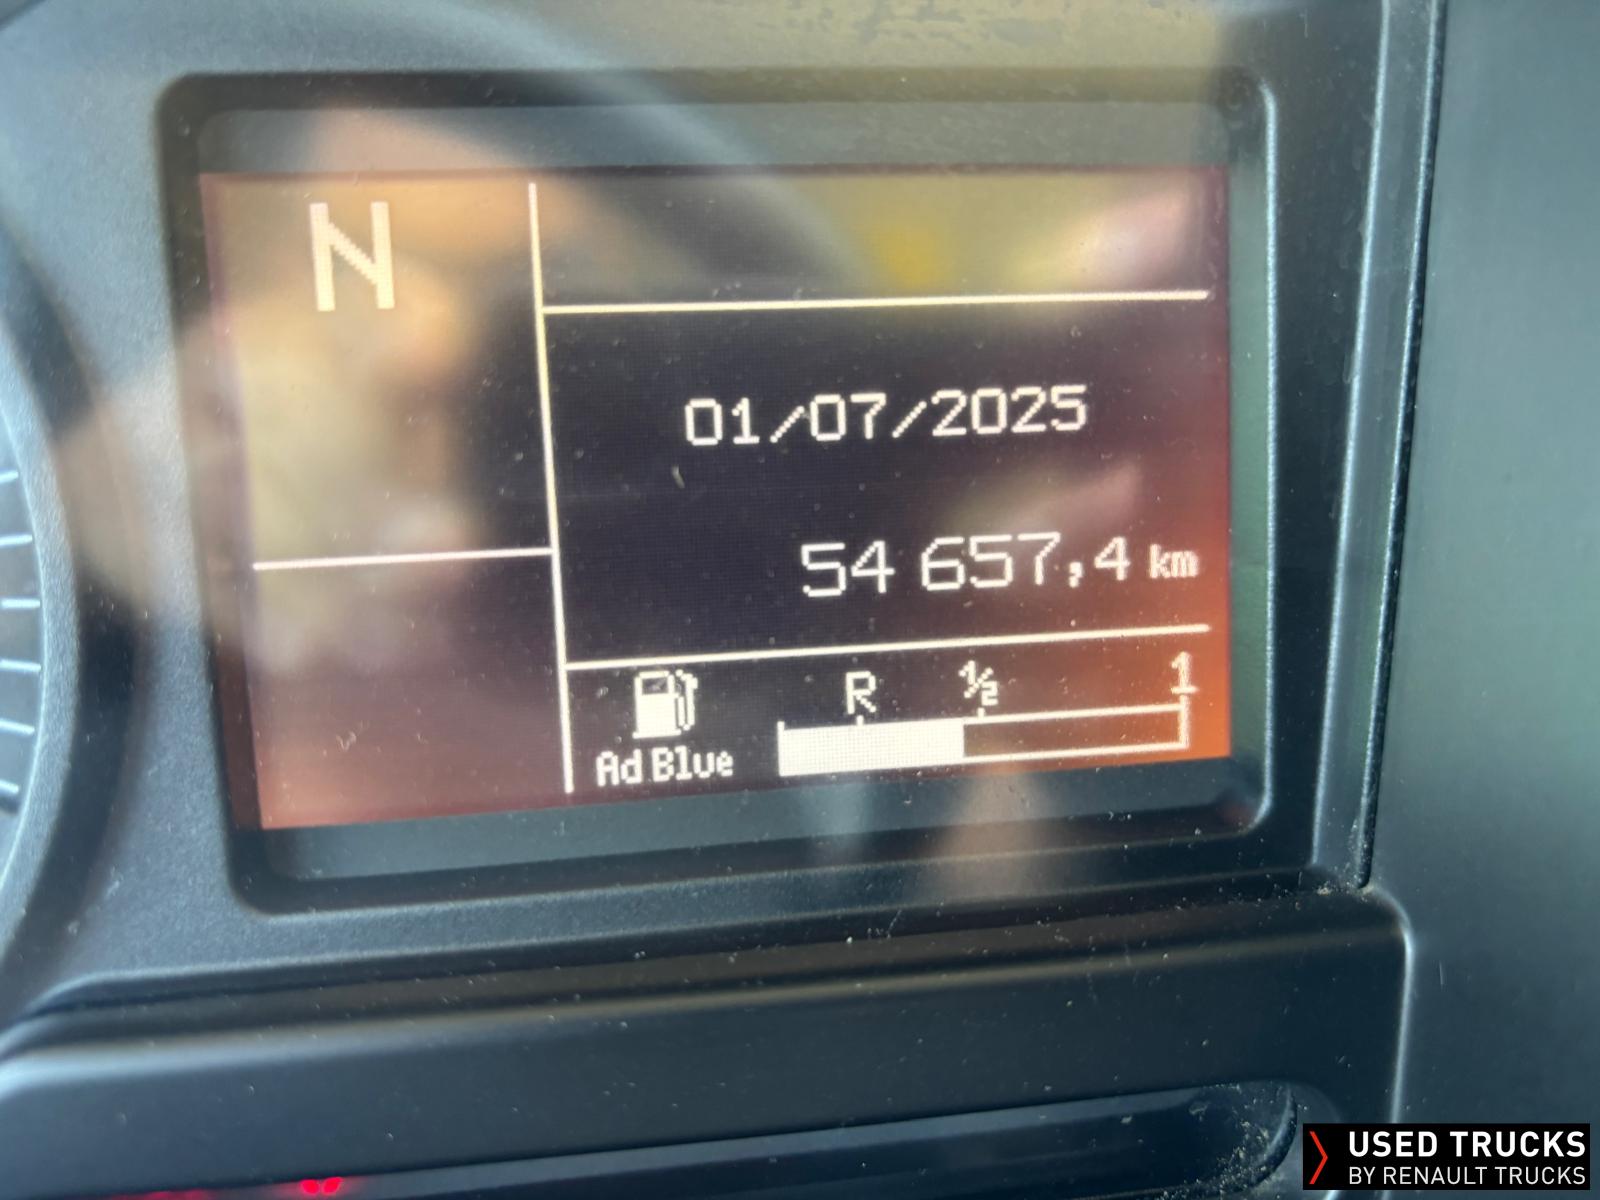 N
01/07/2025
54 657,4 km
R ½ 1
Ad Blue
USED TRUCKS
BY RENAULT TRUCKS